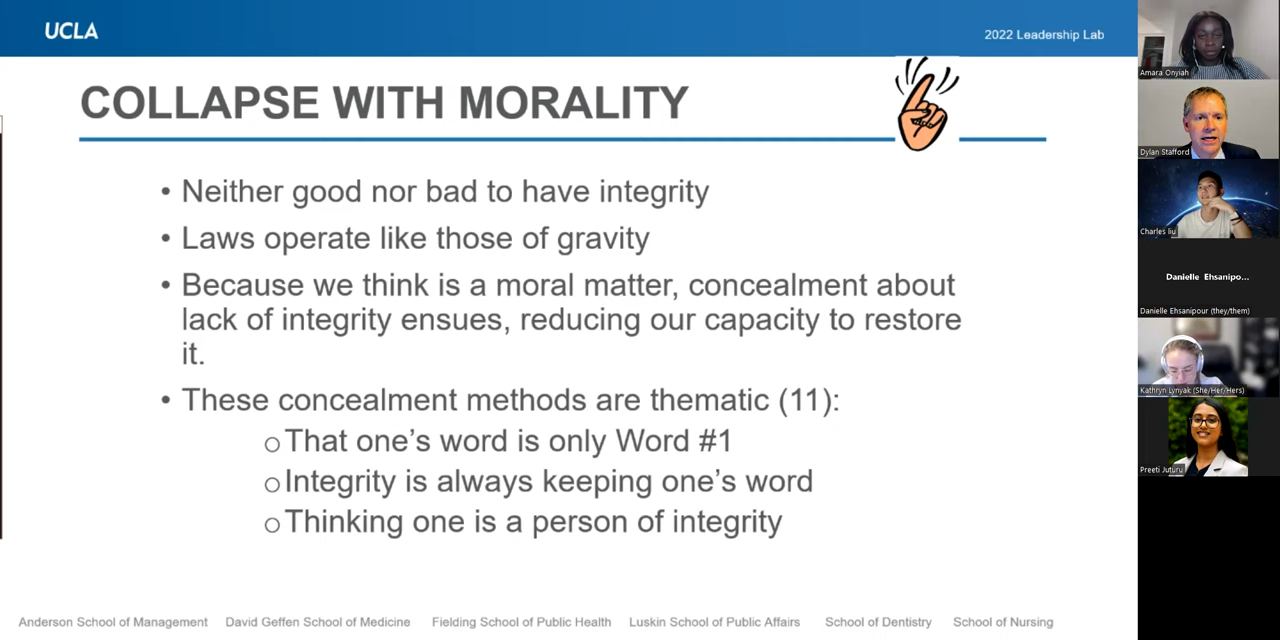 UCLA
2022 Leadership Lab
COLLAPSE WITH MORALITY
• Neither good nor bad to have integrity
• Laws operate like those of gravity
• Because we think is a moral matter, concealment about
lack of integrity ensues, reducing our capacity to restore
it.
• These concealment methods are thematic (11):
o That one's word is only Word #1
o Integrity is always keeping one's word
o Thinking one is a person of integrity
Anderson School of Management David Geffen School of Medicine Fielding School of Public Health Luskin School of Public Affairs School of Dentistry School of Nursing
Amara Onyiah
Dylan Stafford
Charles liu
Danielle Ehsanipo...
Danielle Ehsanipour (they/them)
Kathryn Lynyak (She/Her/Hers)
Preeti Juturu